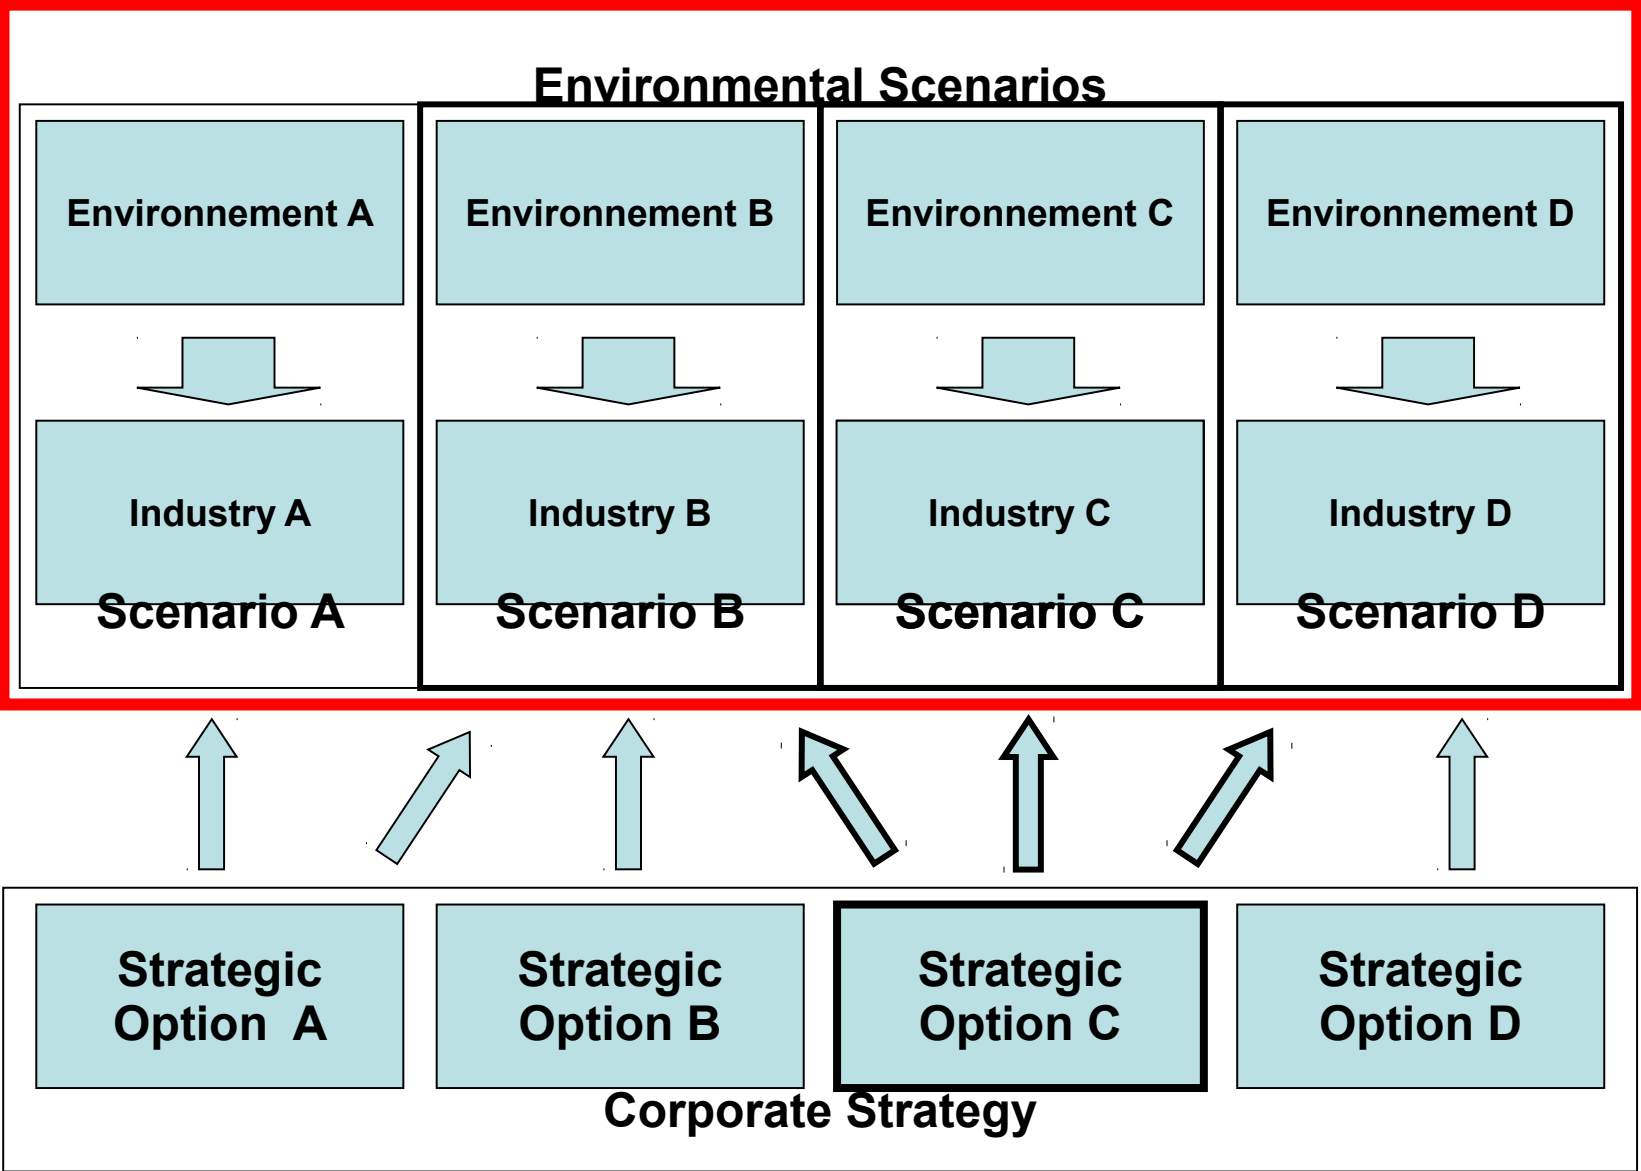 Environmental Scenarios
Environnement A
Environnement B
Environnement C
Environnement D
Industry A
Industry B
Industry C
Industry D
Scenario A
Scenario B
Scenario C
Scenario D
Strategic
Option A
Strategic
Option B
Strategic
Option C
Strategic
Option D
Corporate Strategy